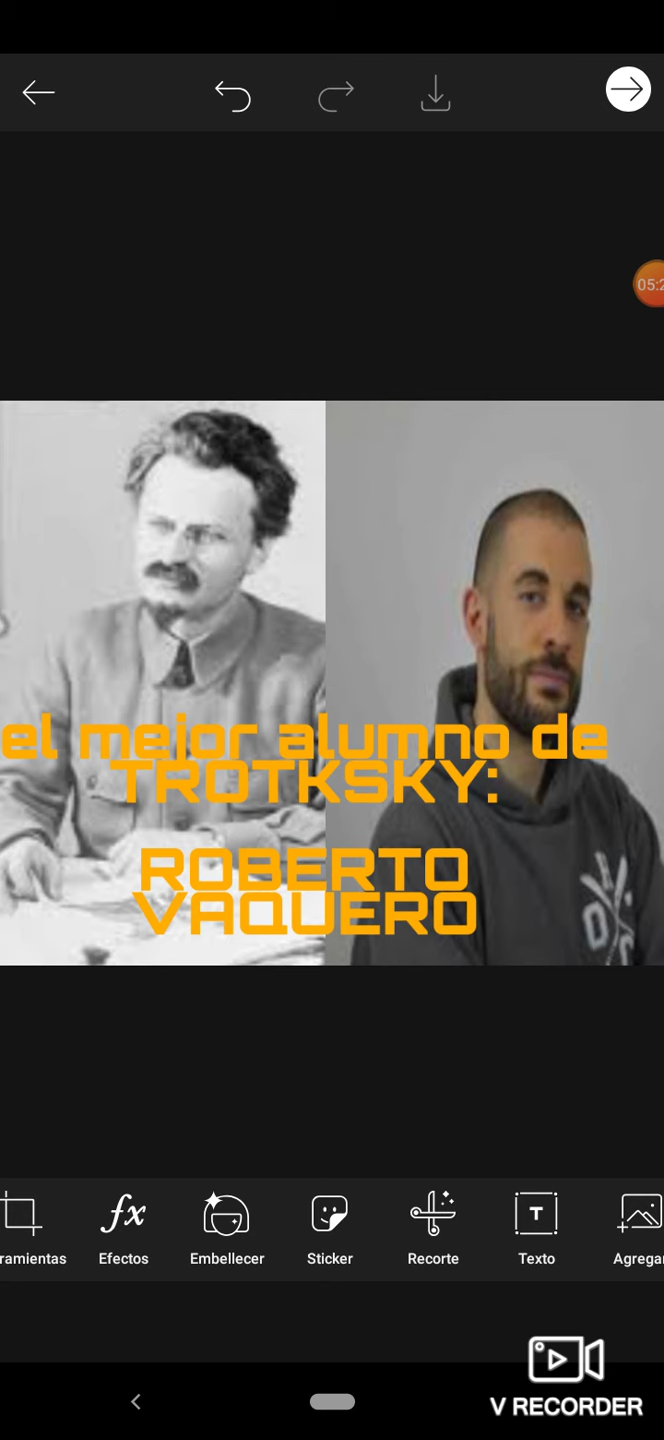 05:2
el mejor alumno de
TROTKSKY:
ROBERTO
VAQUERO
ramientas Efectos Embellecer Sticker Recorte Texto Agregar
V RECORDER